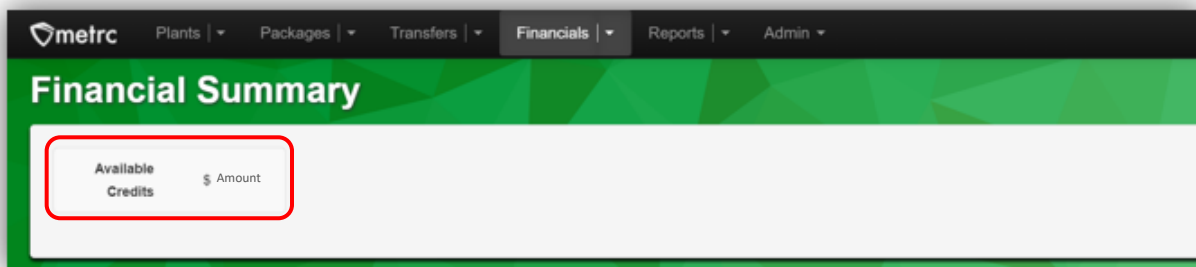 metrc Plants | Packages | Transfers | Financials | Reports | Admin
Financial Summary
Available
Credits
$ Amount